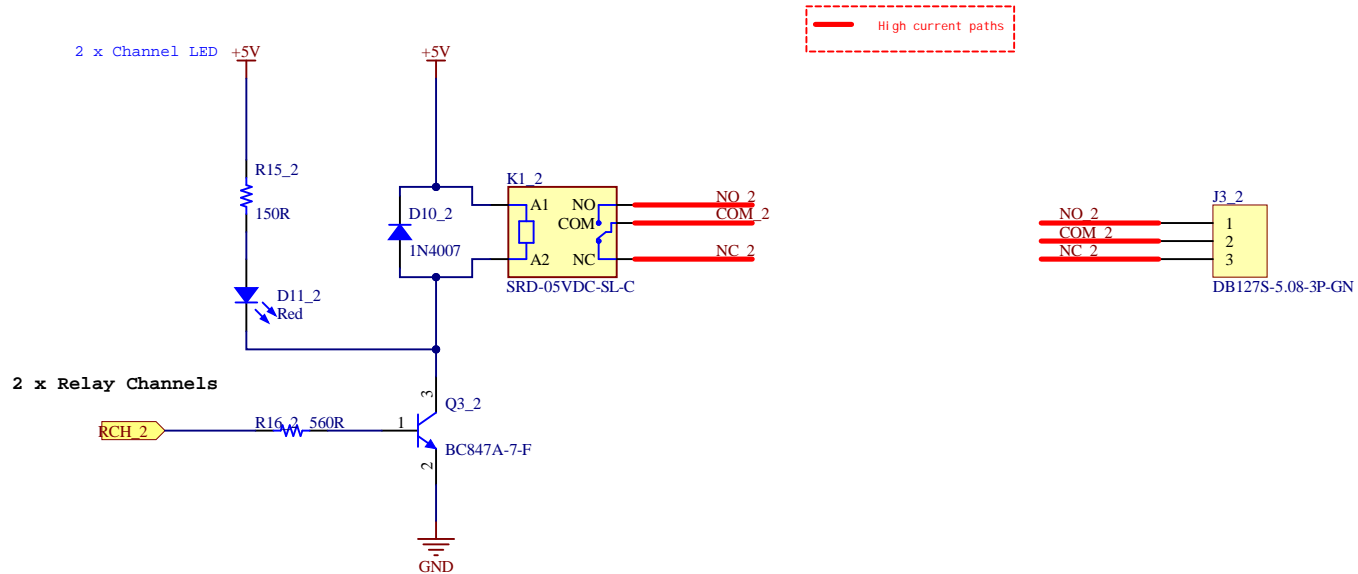 High current paths
2 x Channel LED
+5V
+5V
R15_2
150R
K1_2
D10_2
1N4007
A1
A2
NO
COM
NC
NO_2
COM_2
NC_2
SRD-05VDC-SL-C
J3_2
NO_2
COM_2
NC_2
1
2
3
DB127S-5.08-3P-GN
D11_2
Red
2 x Relay Channels
RCH_2
R16_2 560R
1
3
Q3_2
BC847A-7-F
2
GND